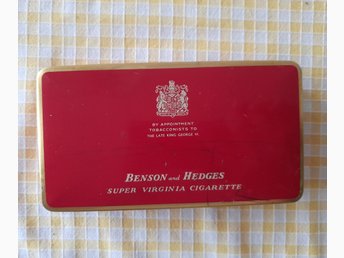 BY APPOINTMENT
TOBACCONISTS TO
THE LATE KING GEORGE VI.
BENSON and HEDGES
SUPER VIRGINIA CIGARETTE